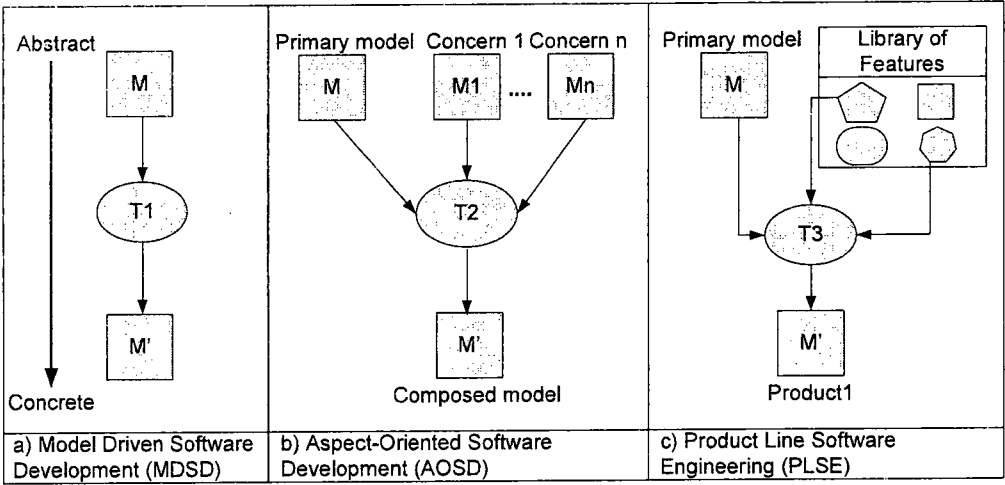 Abstract
M
T1
M'
Concrete
a) Model Driven Software
Development (MDSD)
Primary model Concern 1 Concern n
M M1 .... Mn
T2
M'
Composed model
b) Aspect-Oriented Software
Development (AOSD)
Primary model
Library of
Features
M
T3
M'
Product1
c) Product Line Software
Engineering (PLSE)